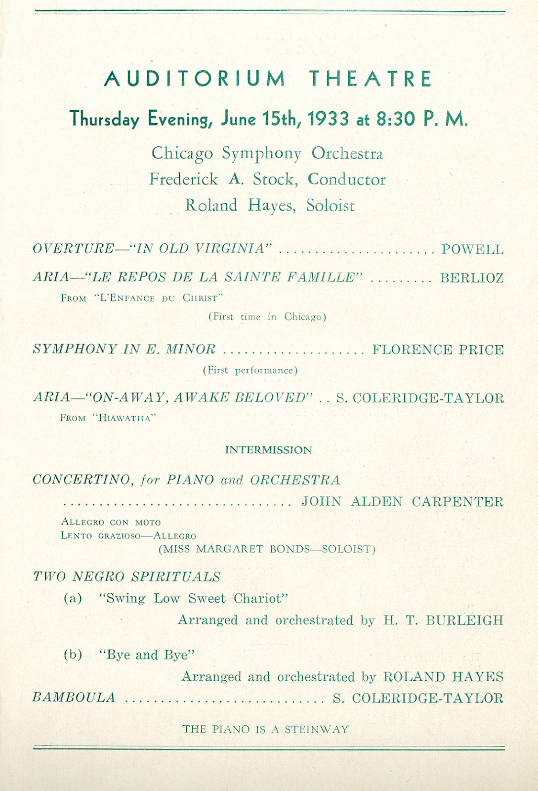 AUDITORIUM THEATRE
Thursday Evening, June 15th, 1933 at 8:30 P. M.
Chicago Symphony Orchestra
Frederick A. Stock, Conductor
Roland Hayes, Soloist
OVERTURE—"IN OLD VIRGINIA" ...................... POWELL
ARIA—"LE REPOS DE LA SAINTE FAMILLE" ......... BERLIOZ
FROM "L'ENFANCE DU CHRIST"
(First time in Chicago)
SYMPHONY IN E. MINOR .................... FLORENCE PRICE
(First performance)
ARIA—"ON-AWAY, AWAKE BELOVED" .. S. COLERIDGE-TAYLOR
FROM "HIAWATHA"
INTERMISSION
CONCERTINO, for PIANO and ORCHESTRA
................................ JOHN ALDEN CARPENTER
ALLEGRO CON MOTO
LENTO GRAZIOSO—ALLEGRO
(MISS MARGARET BONDS—SOLOIST)
TWO NEGRO SPIRITUALS
(a) "Swing Low Sweet Chariot"
Arranged and orchestrated by H. T. BURLEIGH
(b) "Bye and Bye"
Arranged and orchestrated by ROLAND HAYES
BAMBOULA ............................ S. COLERIDGE-TAYLOR
THE PIANO IS A STEINWAY